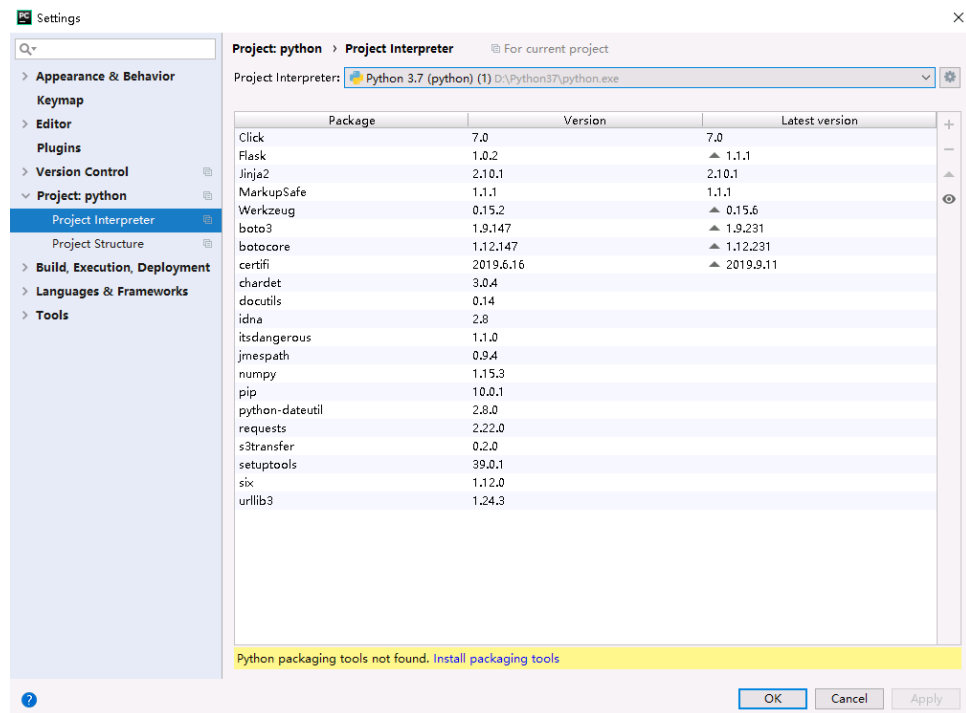 PC Settings
Project: python › Project Interpreter For current project
Appearance & Behavior
Project Interpreter: Python 3.7 (python) (1) D:\Python37\python.exe
Keymap
Editor
Plugins
Version Control
Project: python
Project Interpreter
Project Structure
Build, Execution, Deployment
Languages & Frameworks
Tools
Package Version Latest version
Click 7.0 7.0
Flask 1.0.2 1.1.1
Jinja2 2.10.1 2.10.1
MarkupSafe 1.1.1 1.1.1
Werkzeug 0.15.2 0.15.6
boto3 1.9.147 1.9.231
botocore 1.12.147 1.12.231
certifi 2019.6.16 2019.9.11
chardet 3.0.4
docutils 0.14
idna 2.8
itsdangerous 1.1.0
jmespath 0.9.4
numpy 1.15.3
pip 10.0.1
python-dateutil 2.8.0
requests 2.22.0
s3transfer 0.2.0
setuptools 39.0.1
six 1.12.0
urllib3 1.24.3
Python packaging tools not found. Install packaging tools
? OK Cancel Apply